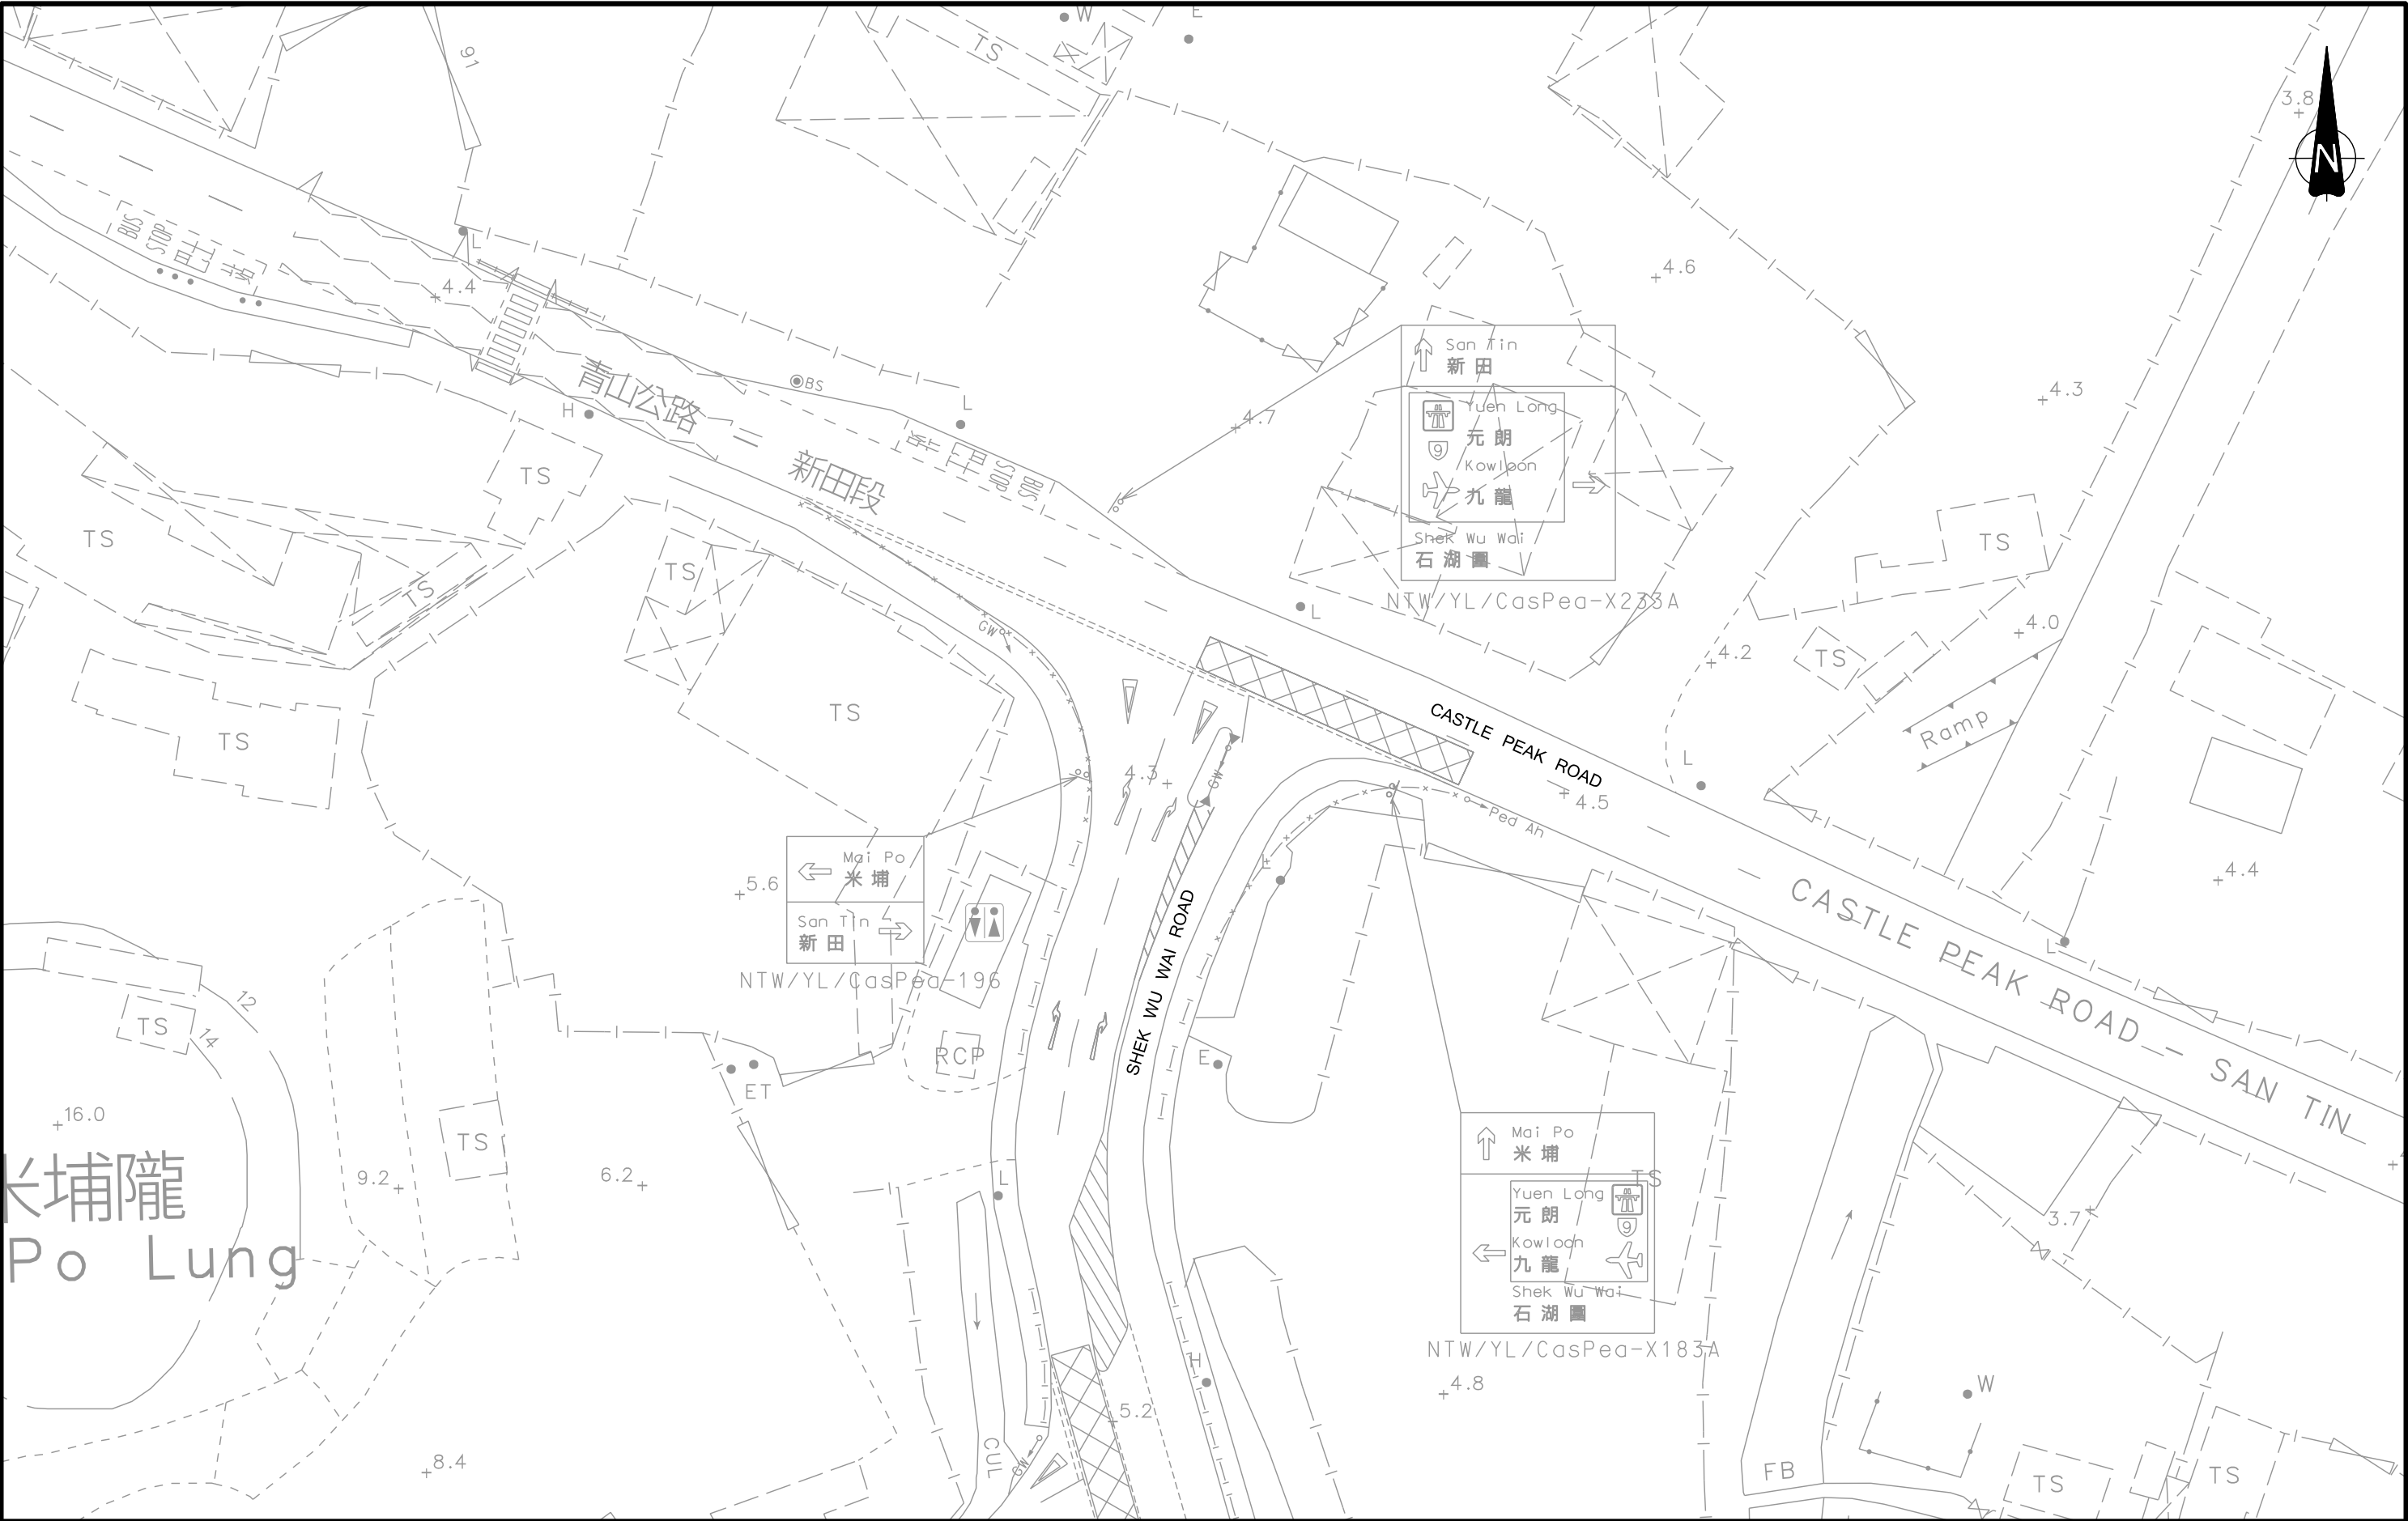 W
E
TS
91
3.8
N
BUS
STOP
L
4.4
4.6
San Tin
新田
BS
青山公路
L
4.7
Yuen Long
元朗
9
Kowloon
九龍
4.3
H
新田段
BUS
STOP
TS
TS
Shek Wu Wai
石湖圍
NTW/YL/CasPea-X233A
TS
TS
TS
L
GW
4.0
4.2
TS
TS
TS
CASTLE PEAK ROAD
Ramp
L
4.3
GW
4.5
Ped Ah
Mai Po
米埔
San Tin
新田
NTW/YL/CasPea-196
5.6
E
4.4
SHEK WU WAI ROAD
CASTLE PEAK ROAD - SAN TIN
L
12
14
TS
RCP
E
ET
16.0
TS
9.2
6.2
米埔隴
Po Lung
L
Mai Po
米埔
TS
Yuen Long
元朗
9
Kowloon
九龍
Shek Wu Wai
石湖圍
NTW/YL/CasPea-X183A
3.7
H
4.8
W
5.2
8.4
CUL
GW
FB
TS
TS